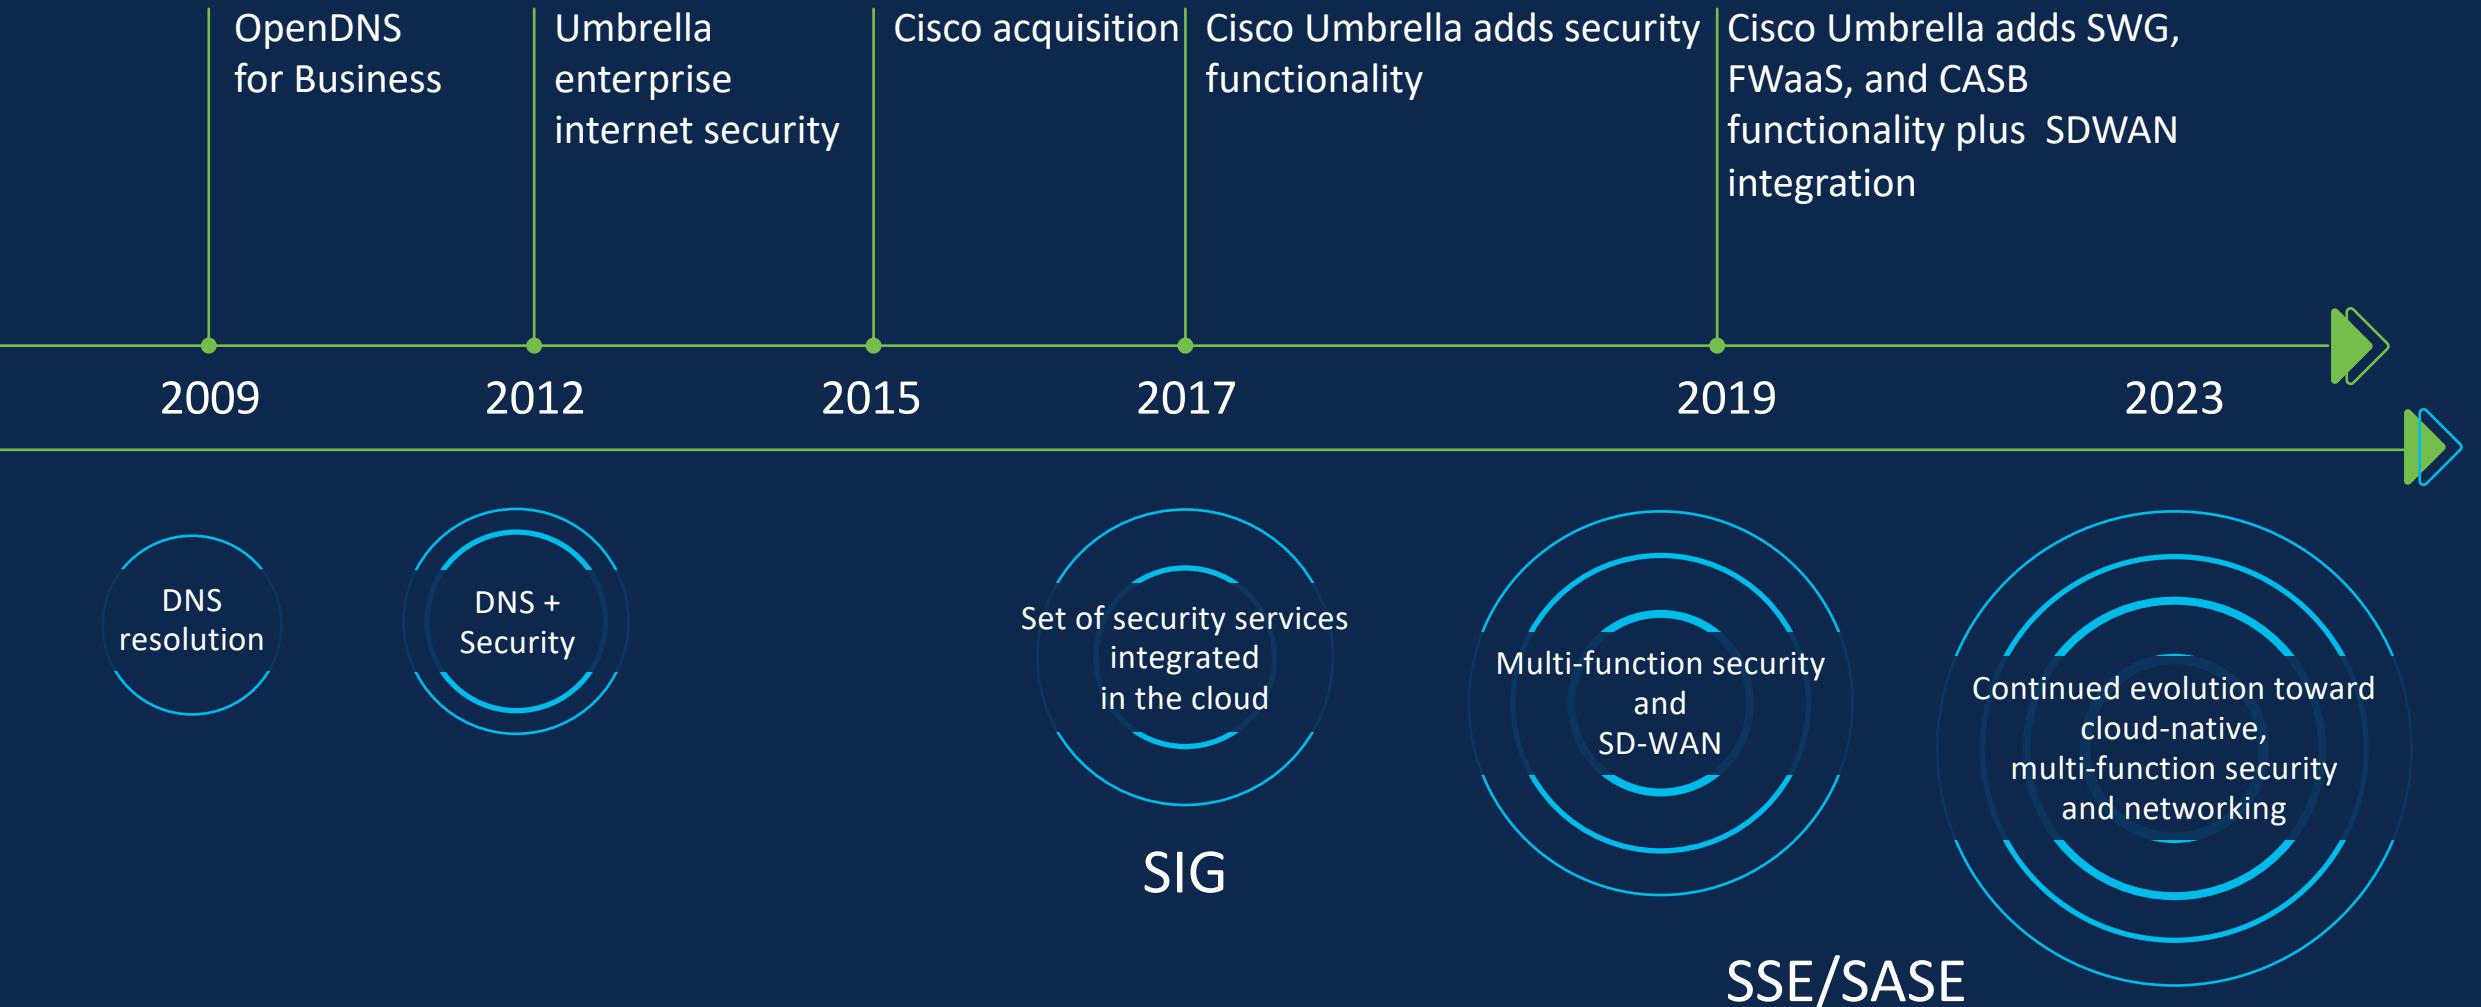 OpenDNS
for Business
Umbrella
enterprise
internet security
Cisco acquisition
Cisco Umbrella adds security
functionality
Cisco Umbrella adds SWG,
FWaaS, and CASB
functionality plus SDWAN
integration
2009
2012
2015
2017
2019
2023
DNS
resolution
DNS +
Security
Set of security services
integrated
in the cloud
SIG
Multi-function security
and
SD-WAN
Continued evolution toward
cloud-native,
multi-function security
and networking
SSE/SASE